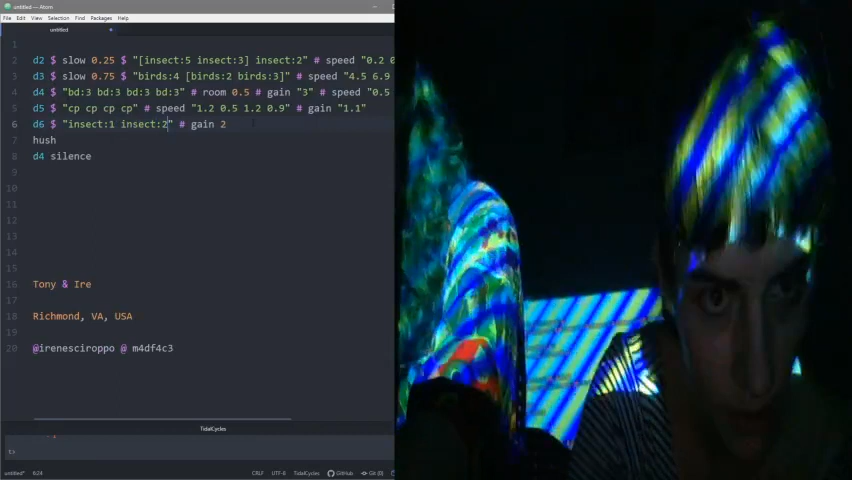 untitled — Atom
File Edit View Selection Find Packages Help
untitled
1
2 d2 $ slow 0.25 $ "[insect:5 insect:3] insect:2" # speed "0.2 0
3 d3 $ slow 0.75 $ "birds:4 [birds:2 birds:3]" # speed "4.5 6.9
4 d4 $ "bd:3 bd:3 bd:3 bd:3" # room 0.5 # gain "3" # speed "0.5
5 d5 $ "cp cp cp cp" # speed "1.2 0.5 1.2 0.9" # gain "1.1"
6 d6 $ "insect:1 insect:2" # gain 2
7 hush
8 d4 silence
9
10
11
12
13
14
15
16 Tony & Ire
17
18 Richmond, VA, USA
19
20 @irenesciroppo @ m4df4c3
TidalCycles
t>
untitled* 6:24 CRLF UTF-8 TidalCycles GitHub Git (0)